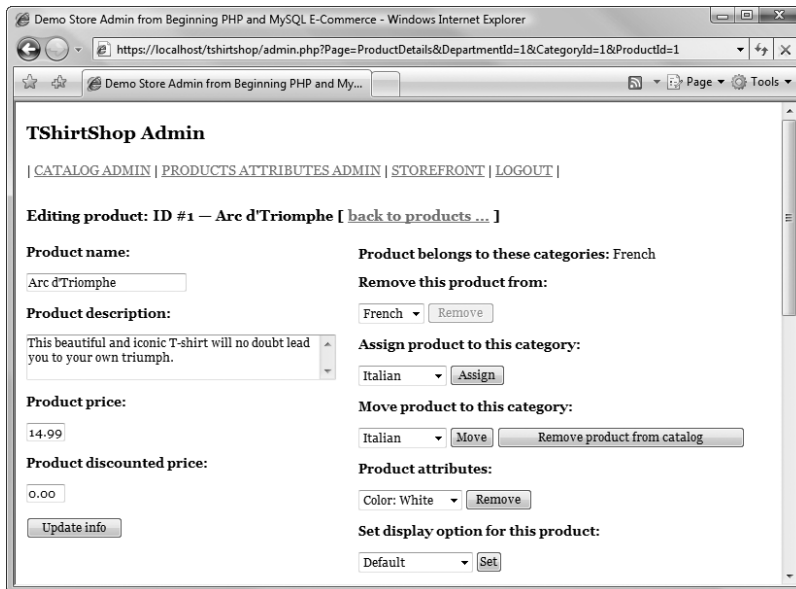 Demo Store Admin from Beginning PHP and MySQL E-Commerce - Windows Internet Explorer
https://localhost/tshirtshop/admin.php?Page=ProductDetails&DepartmentId=1&CategoryId=1&ProductId=1
Demo Store Admin from Beginning PHP and My...
Page
Tools
TShirtShop Admin
| CATALOG ADMIN | PRODUCTS ATTRIBUTES ADMIN | STOREFRONT | LOGOUT |
Editing product: ID #1 — Arc d'Triomphe [ back to products ... ]
Product name:
Arc d'Triomphe
Product description:
This beautiful and iconic T-shirt will no doubt lead
you to your own triumph.
Product price:
14.99
Product discounted price:
0.00
Update info
Product belongs to these categories: French
Remove this product from:
French Remove
Assign product to this category:
Italian Assign
Move product to this category:
Italian Move Remove product from catalog
Product attributes:
Color: White Remove
Set display option for this product:
Default Set